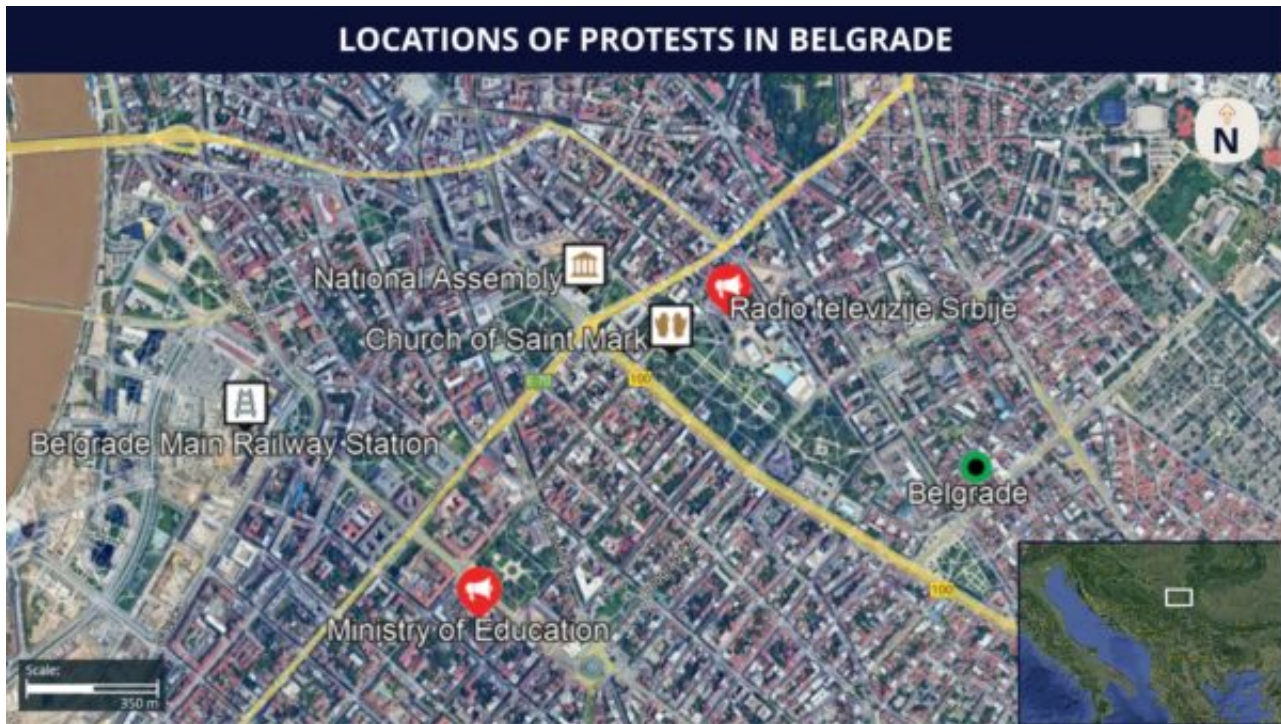 LOCATIONS OF PROTESTS IN BELGRADE
N
National Assembly
Radio televizije Srbije
Church of Saint Mark
100
Belgrade Main Railway Station
Belgrade
100
Ministry of Education
Scale:
350 m